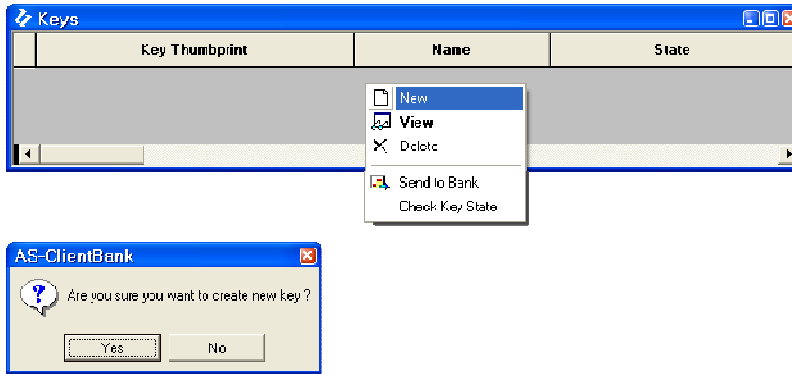 Keys
Key Thumbprint Name State
New
View
Delete
Send to Bank
Check Key State
AS-ClientBank
Are you sure you want to create new key ?
Yes No